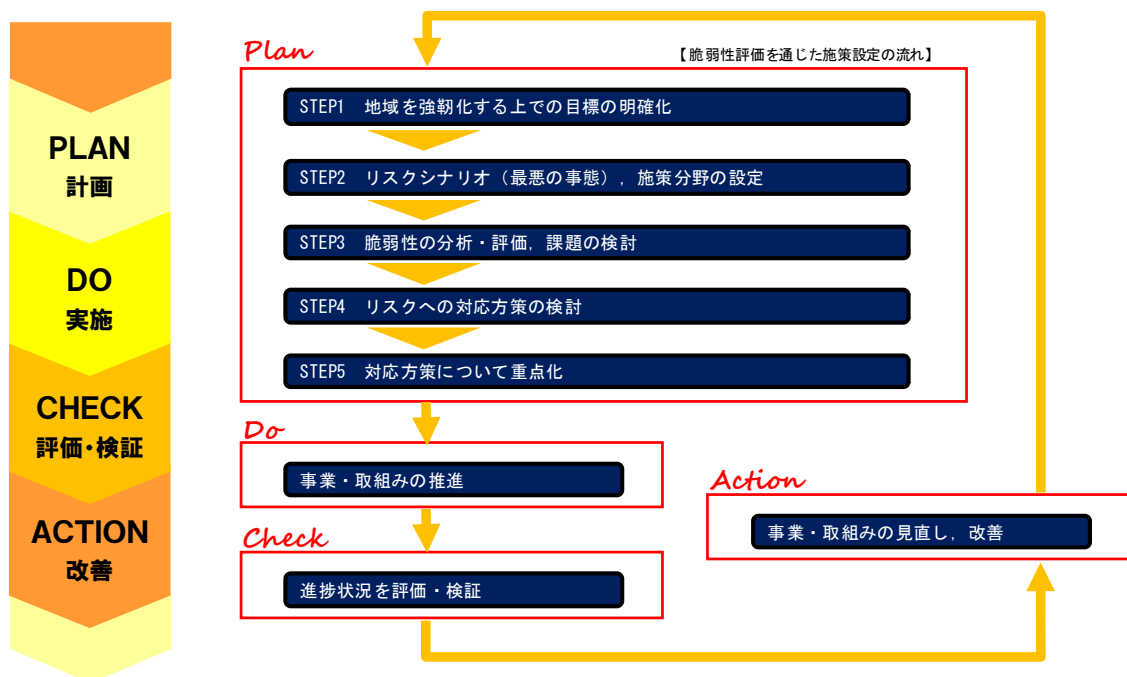 PLAN
計画
DO
実施
CHECK
評価・検証
ACTION
改善
Plan
【脆弱性評価を通じた施策設定の流れ】
STEP1 地域を強靭化する上での目標の明確化
STEP2 リスクシナリオ（最悪の事態），施策分野の設定
STEP3 脆弱性の分析・評価，課題の検討
STEP4 リスクへの対応方策の検討
STEP5 対応方策について重点化
Do
事業・取組みの推進
Check
進捗状況を評価・検証
Action
事業・取組みの見直し，改善